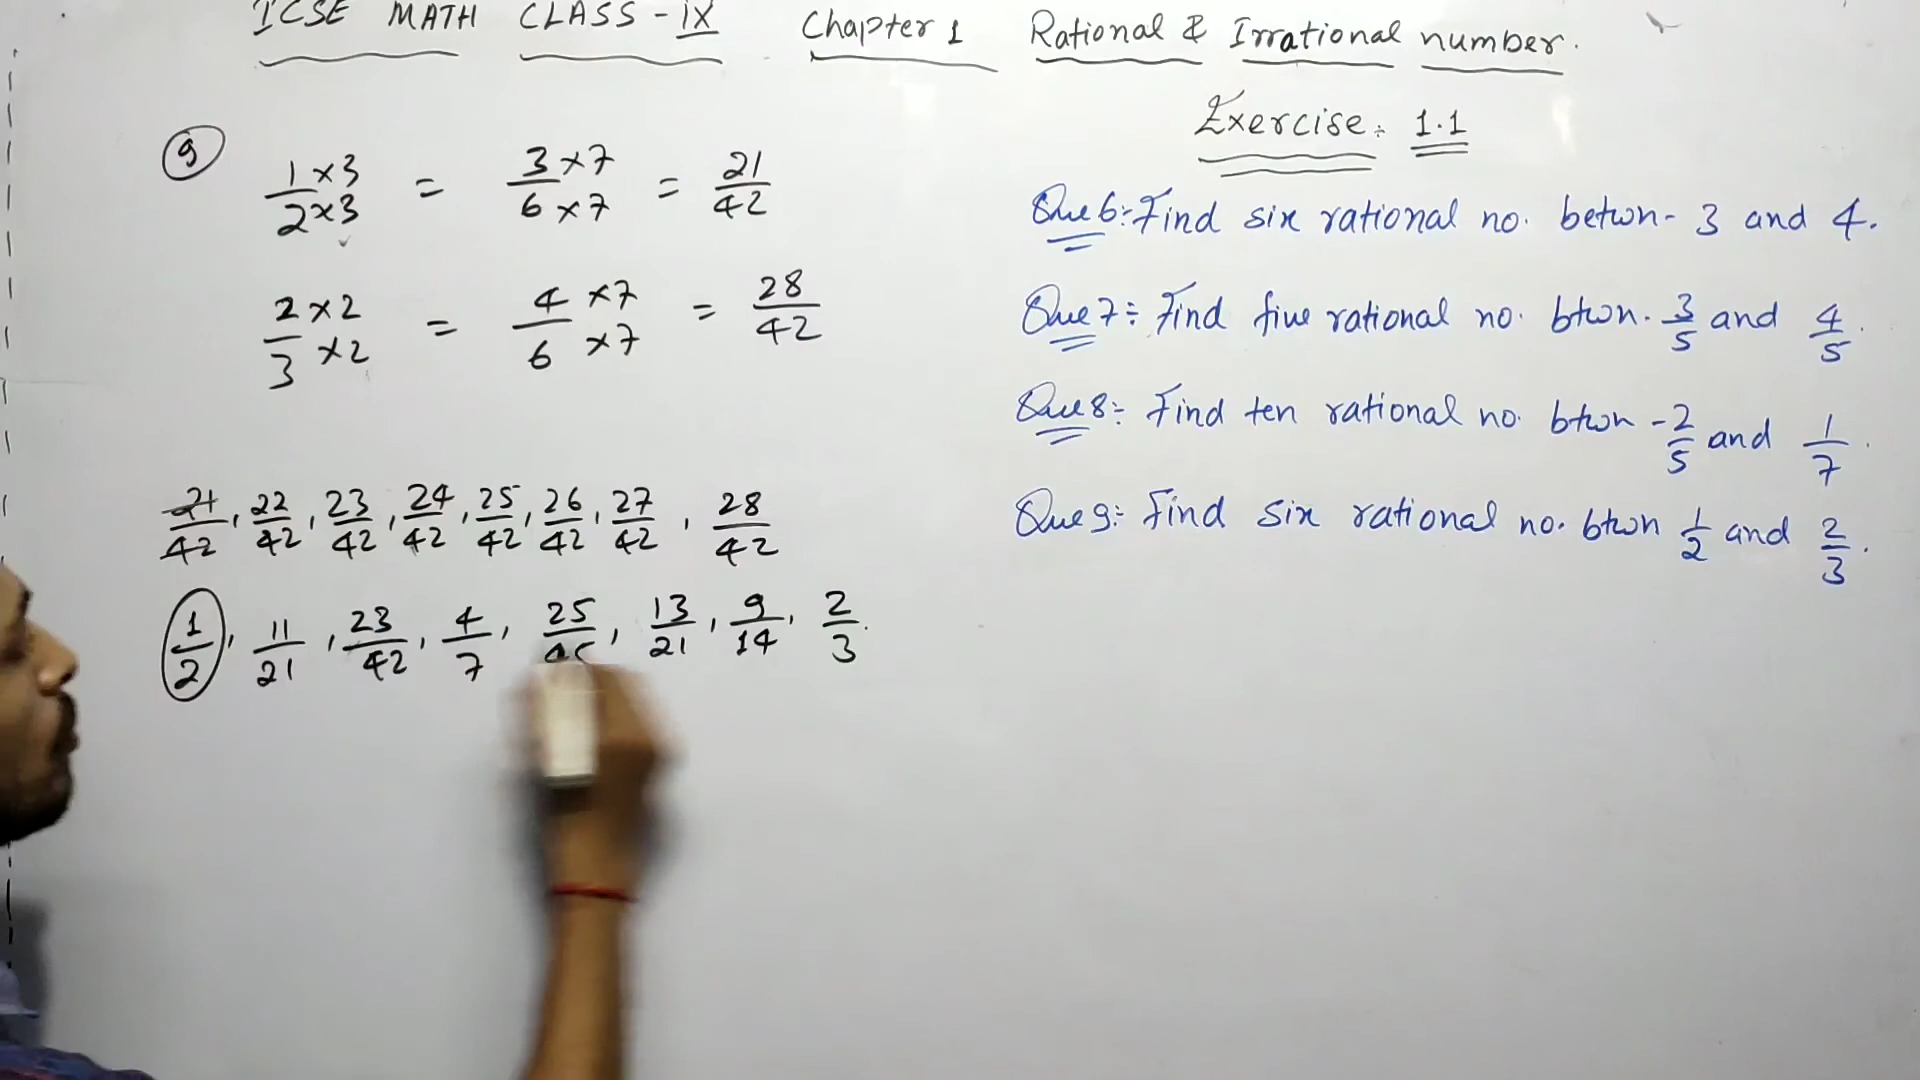 ICSE MATH CLASS-IX Chapter 1 Rational & Irrational number.
Exercise: 1.1
9
1×3/2×3 = 3×7/6×7 = 21/42
2×2/3×2 = 4×7/6×7 = 28/42
21/42, 22/42, 23/42, 24/42, 25/42, 26/42, 27/42, 28/42
1/2, 11/21, 23/42, 4/7, 25/, 13/21, 9/14, 2/3.
Que 6:- Find six rational no. betwn- 3 and 4.
Que 7:- Find five rational no. btwn. 3/5 and 4/5.
Que 8:- Find ten rational no. btwn -2/5 and 1/7.
Que 9:- Find six rational no. btwn 1/2 and 2/3.